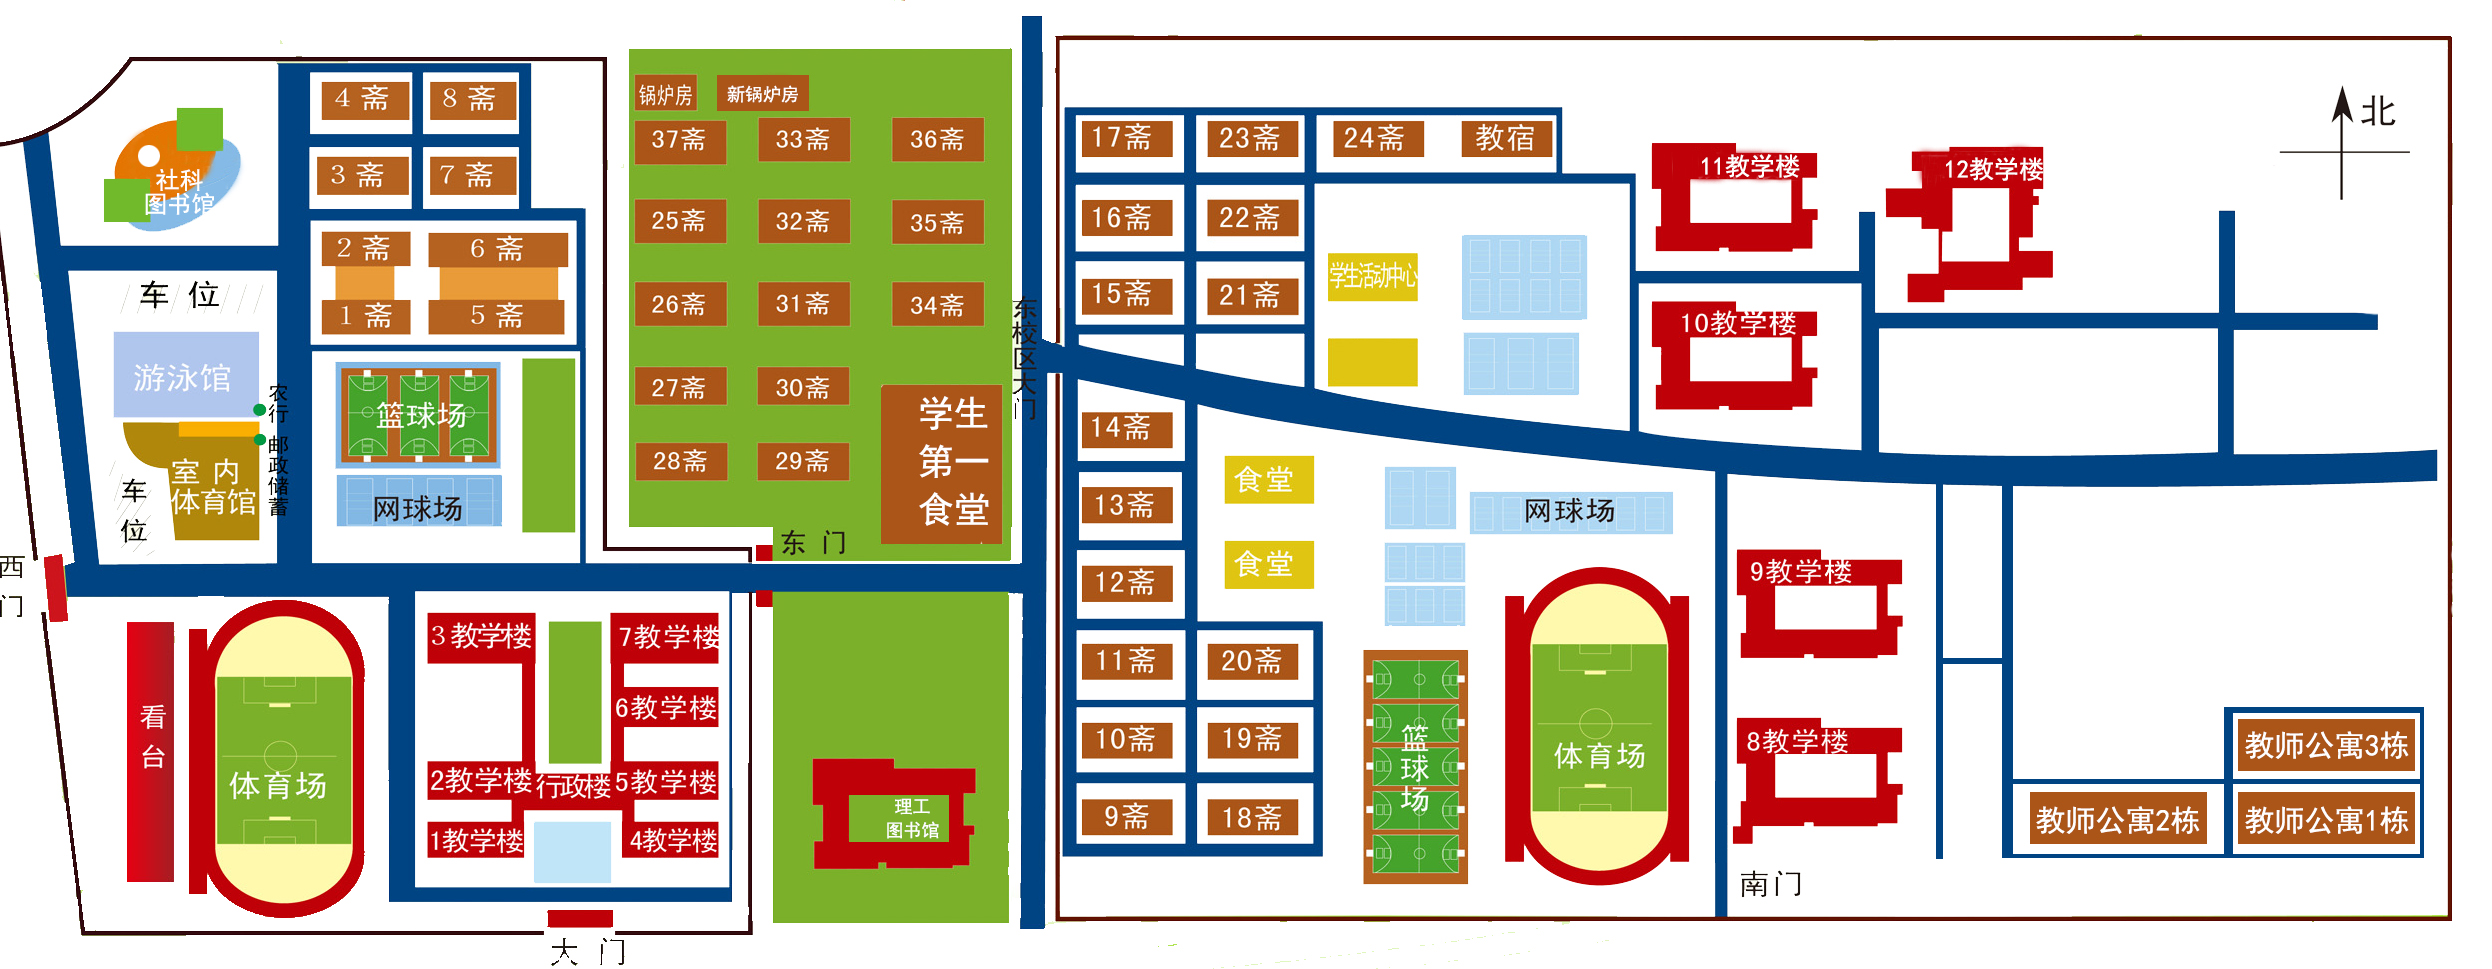 4 斋
8 斋
3 斋
7 斋
社科
图书馆
2 斋
6 斋
1 斋
5 斋
车 位
游泳馆
农行
邮政储蓄
室 内
体育馆
车位
篮球场
网球场
西门
看台
体育场
3 教学楼
7教学楼
6教学楼
2教学楼
行政楼
5教学楼
1教学楼
4教学楼
大 门
锅炉房
新锅炉房
37斋
33斋
36斋
25斋
32斋
35斋
26斋
31斋
34斋
27斋
30斋
28斋
29斋
学生
第一
食堂
东 门
理工
图书馆
东校区大门
17斋
23斋
24斋
教宿
16斋
22斋
15斋
21斋
学生活动中心
14斋
13斋
12斋
食堂
食堂
网球场
11斋
20斋
10斋
19斋
9斋
18斋
篮球场
体育场
11教学楼
12教学楼
10教学楼
9教学楼
8教学楼
南门
教师公寓3栋
教师公寓2栋
教师公寓1栋
北